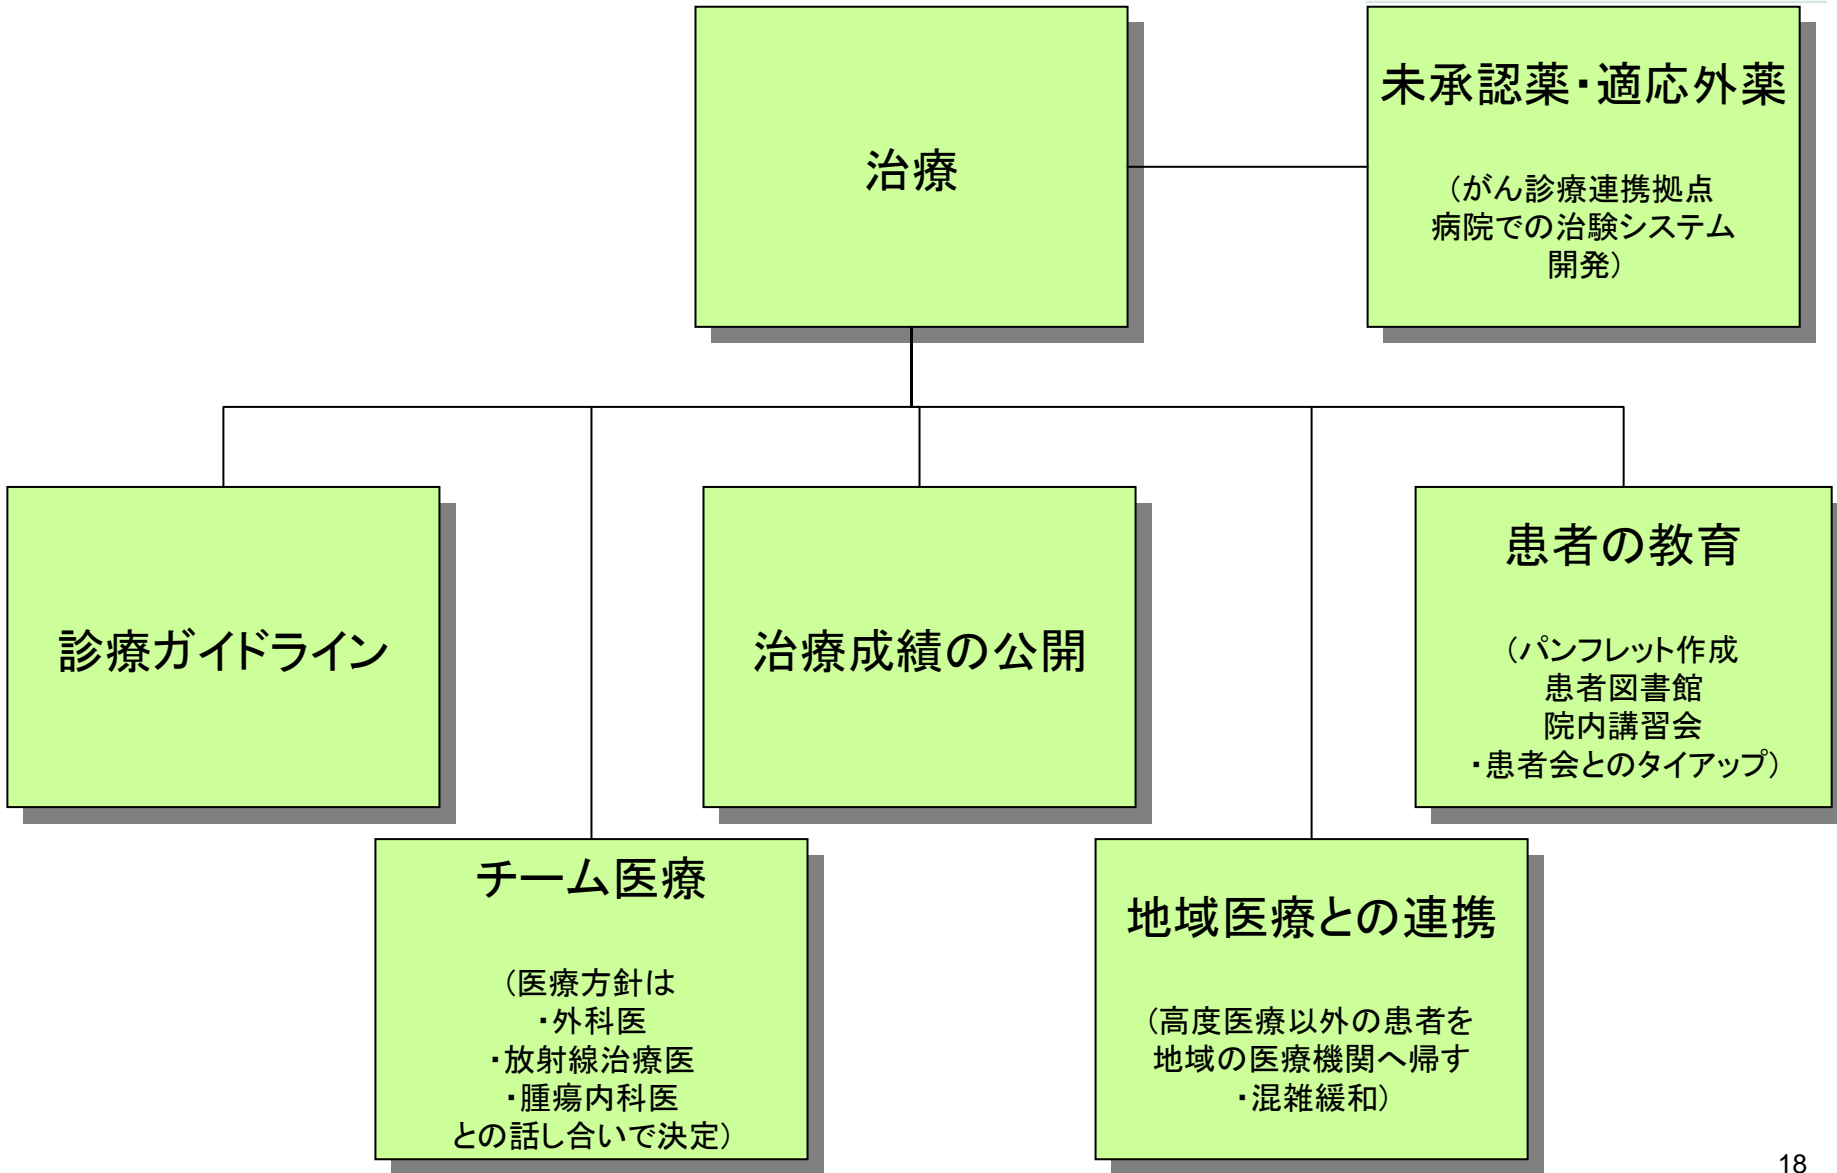 治療
未承認薬・適応外薬
（がん診療連携拠点
病院での治験システム
開発）
診療ガイドライン
治療成績の公開
患者の教育
（パンフレット作成
患者図書館
院内講習会
・患者会とのタイアップ）
チーム医療
（医療方針は
・外科医
・放射線治療医
・腫瘍内科医
との話し合いで決定）
地域医療との連携
（高度医療以外の患者を
地域の医療機関へ帰す
・混雑緩和）
18